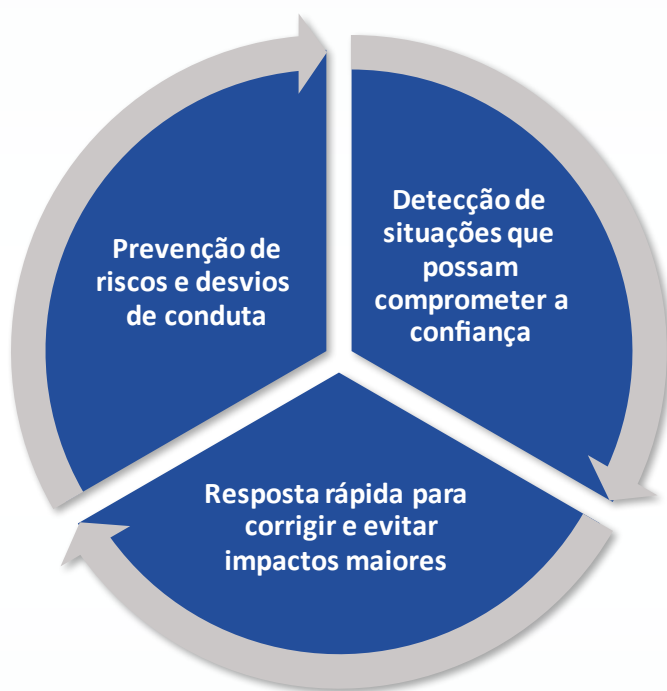 Prevenção de
riscos e desvios
de conduta
Detecção de
situações que
possam
comprometer a
confiança
Resposta rápida para
corrigir e evitar
impactos maiores